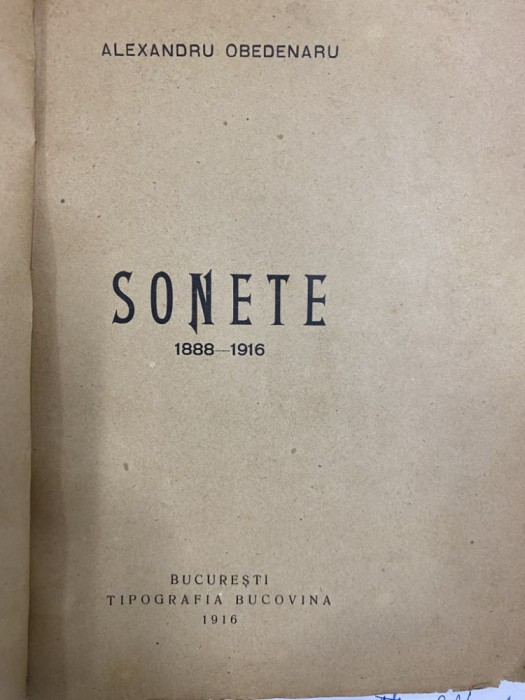 ALEXANDRU OBEDENARU
SONETE
1888—1916
BUCUREȘTI
TIPOGRAFIA BUCOVINA
1916